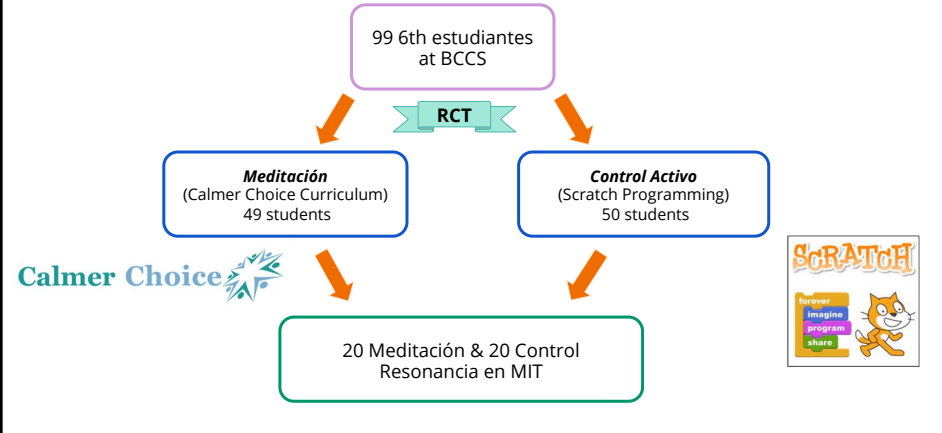 99 6th estudiantes
at BCCS
RCT
Meditación
(Calmer Choice Curriculum)
49 students
Control Activo
(Scratch Programming)
50 students
Calmer Choice
SCRATCH
forever
imagine
program
share
20 Meditación & 20 Control
Resonancia en MIT